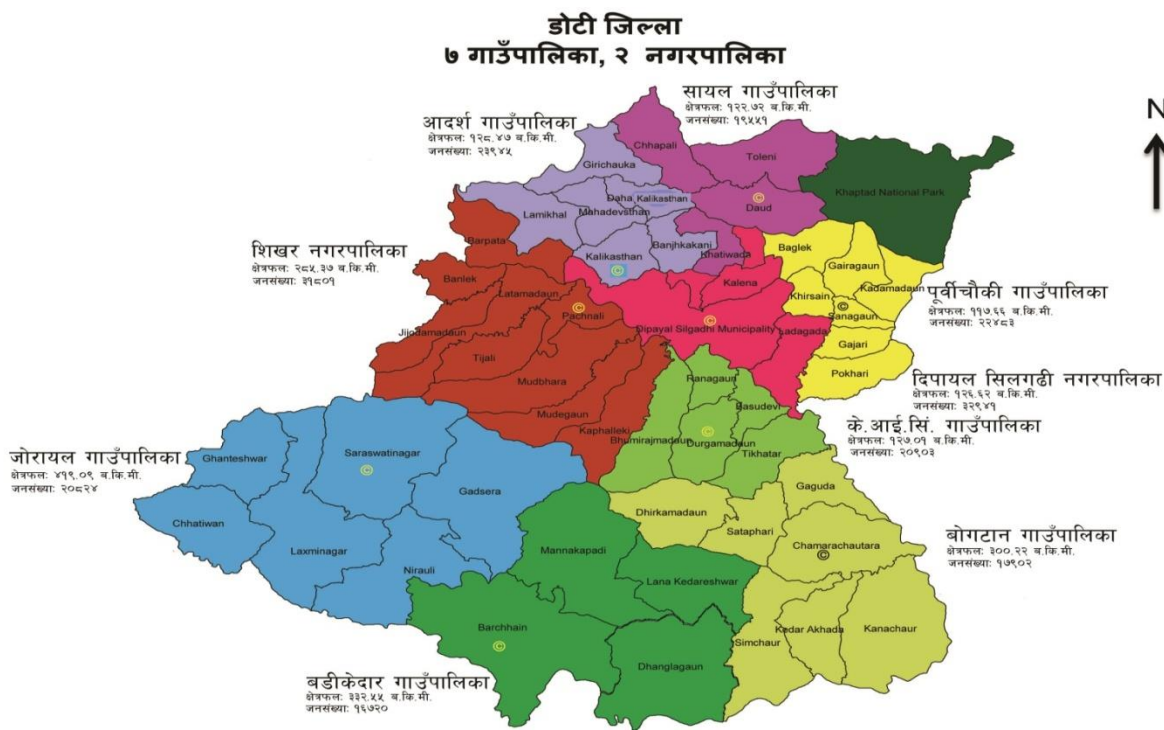 डोटी जिल्ला
७ गाउँपालिका, २ नगरपालिका
सायल गाउँपालिका
क्षेत्रफल: १२२.७२ ब.कि.मी.
जनसंख्या: १९५५१
N
आदर्श गाउँपालिका
क्षेत्रफल: १२८.४७ ब.कि.मी.
जनसंख्या: २३९४५
Chhapali
Toleni
Girichauka
Khaptad National Park
Daha
Kalikasthan
Daud
Lamikhal
Mahadevsthan
Barpata
Kalikasthan
Banjhkakani
Khatiwada
Baglek
Gairagaun
शिखर नगरपालिका
क्षेत्रफल: २८५.३७ ब.कि.मी.
जनसंख्या: ३१८०१
Banlek
Latamadaun
Kalena
Khirsain
Kadamadaun
पूर्वीचौकी गाउँपालिका
क्षेत्रफल: ११७.६६ ब.कि.मी.
जनसंख्या: २२४८३
Pachnali
Sanagaun
Jijodamadaun
Dipayal Silgadhi Municipality
Ladagada
Gajari
Tijali
Pokhari
Mudbhara
Ranagaun
दिपायल सिलगढी नगरपालिका
क्षेत्रफल: १२६.६२ ब.कि.मी.
जनसंख्या: ३२९४१
Mudegaun
Basudevi
Kaphalleki
Bhumirajmadaun
Durgamadaun
Tikhatar
के.आई.सिं. गाउँपालिका
क्षेत्रफल: १२७.०१ ब.कि.मी.
जनसंख्या: २०९०३
जोरायल गाउँपालिका
क्षेत्रफल: ४१९.०९ ब.कि.मी.
जनसंख्या: २०८२४
Ghanteshwar
Saraswatinagar
Gadsera
Gaguda
Chhatiwan
Dhirkamadaun
Sataphari
Chamarachautara
बोगटान गाउँपालिका
क्षेत्रफल: ३००.२२ ब.कि.मी.
जनसंख्या: १७९०२
Laxminagar
Mannakapadi
Nirauli
Lana Kedareshwar
Barchhain
Simchaur
Kedar Akhada
Kanachaur
Dhanglagaun
बडीकेदार गाउँपालिका
क्षेत्रफल: ३३२.५५ ब.कि.मी.
जनसंख्या: १६७२०